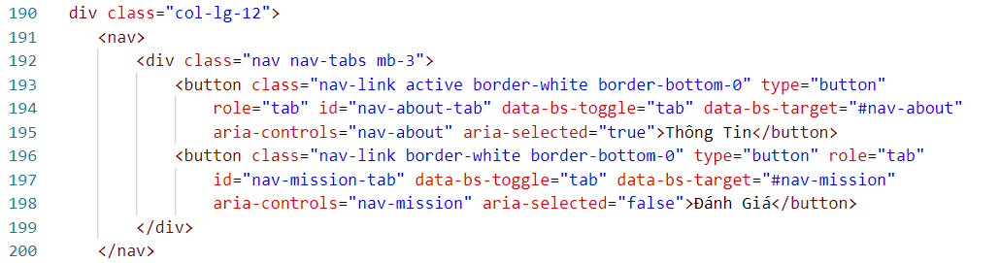 190 div class="col-lg-12">
191 <nav>
192 <div class="nav nav-tabs mb-3">
193 <button class="nav-link active border-white border-bottom-0" type="button"
194 role="tab" id="nav-about-tab" data-bs-toggle="tab" data-bs-target="#nav-about"
195 aria-controls="nav-about" aria-selected="true">Thông Tin</button>
196 <button class="nav-link border-white border-bottom-0" type="button" role="tab"
197 id="nav-mission-tab" data-bs-toggle="tab" data-bs-target="#nav-mission"
198 aria-controls="nav-mission" aria-selected="false">Đánh Giá</button>
199 </div>
200 </nav>